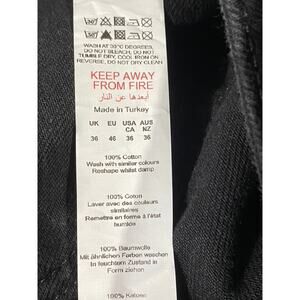 WASH AT 30°C DEGREES,
DO NOT BLEACH, DO NOT
TUMBLE DRY, COOL IRON ON
REVERSE, DO NOT DRY CLEAN
KEEP AWAY
FROM FIRE
أبعدها عن النار
Made in Turkey
UK EU USA AUS
CA NZ
36 46 36 36
100% Cotton
Wash with similar colours
Reshape whilst damp
100% Coton
Laver avec des couleurs
similaires
Remettre en forme à l'état
humide
100% Baumwolle
Mit ähnlichen Farben waschen
In feuchtem Zustand in
Form ziehen
100% Katoen